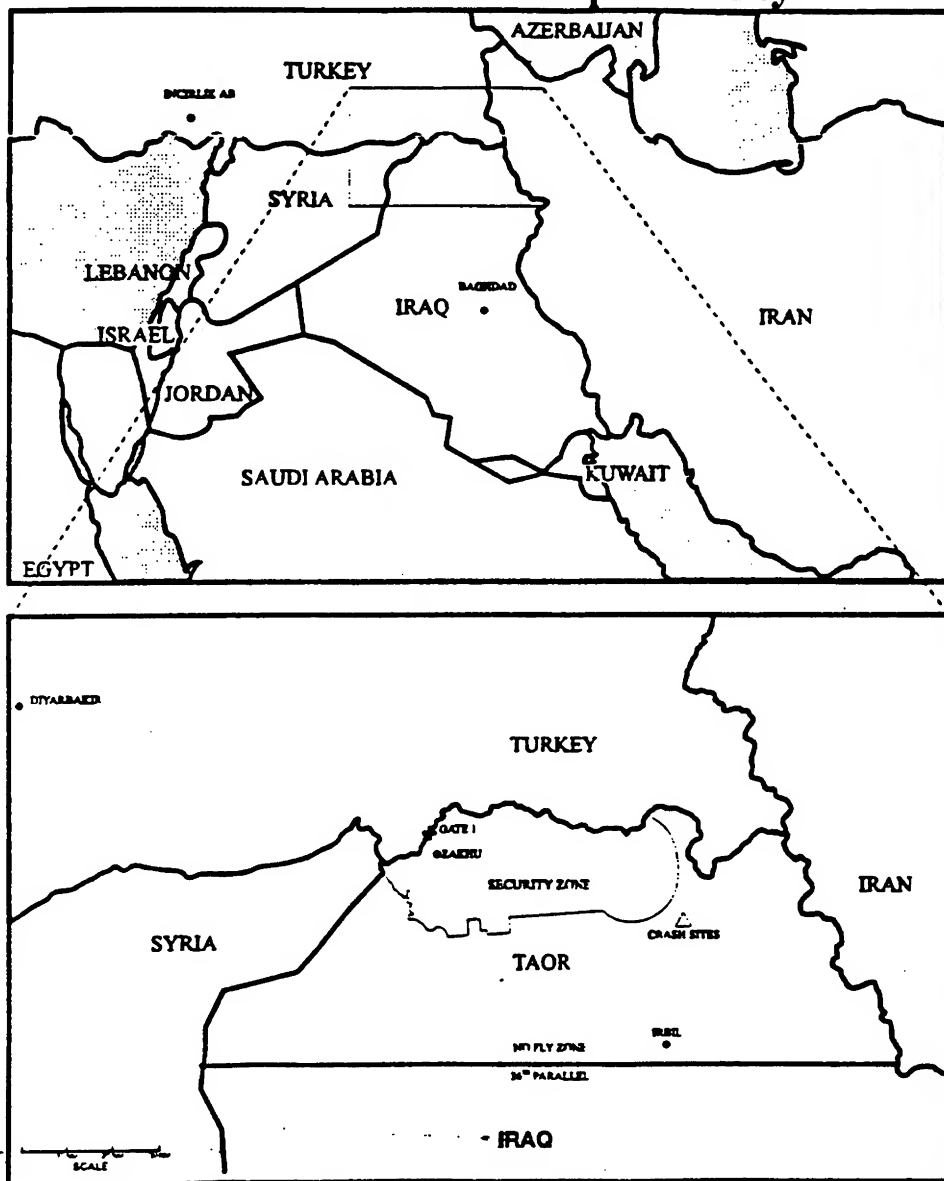 AZERBAIJAN
TURKEY
INCIRLIK AB
SYRIA
LEBANON
BAGHDAD
IRAQ
IRAN
ISRAEL
JORDAN
KUWAIT
SAUDI ARABIA
EGYPT
DIYARBAKIR
TURKEY
GATE 1
ZAKHU
SECURITY ZONE
IRAN
CRASH SITES
SYRIA
TAOR
IRBIL
NO FLY ZONE
36TH PARALLEL
IRAQ
SCALE